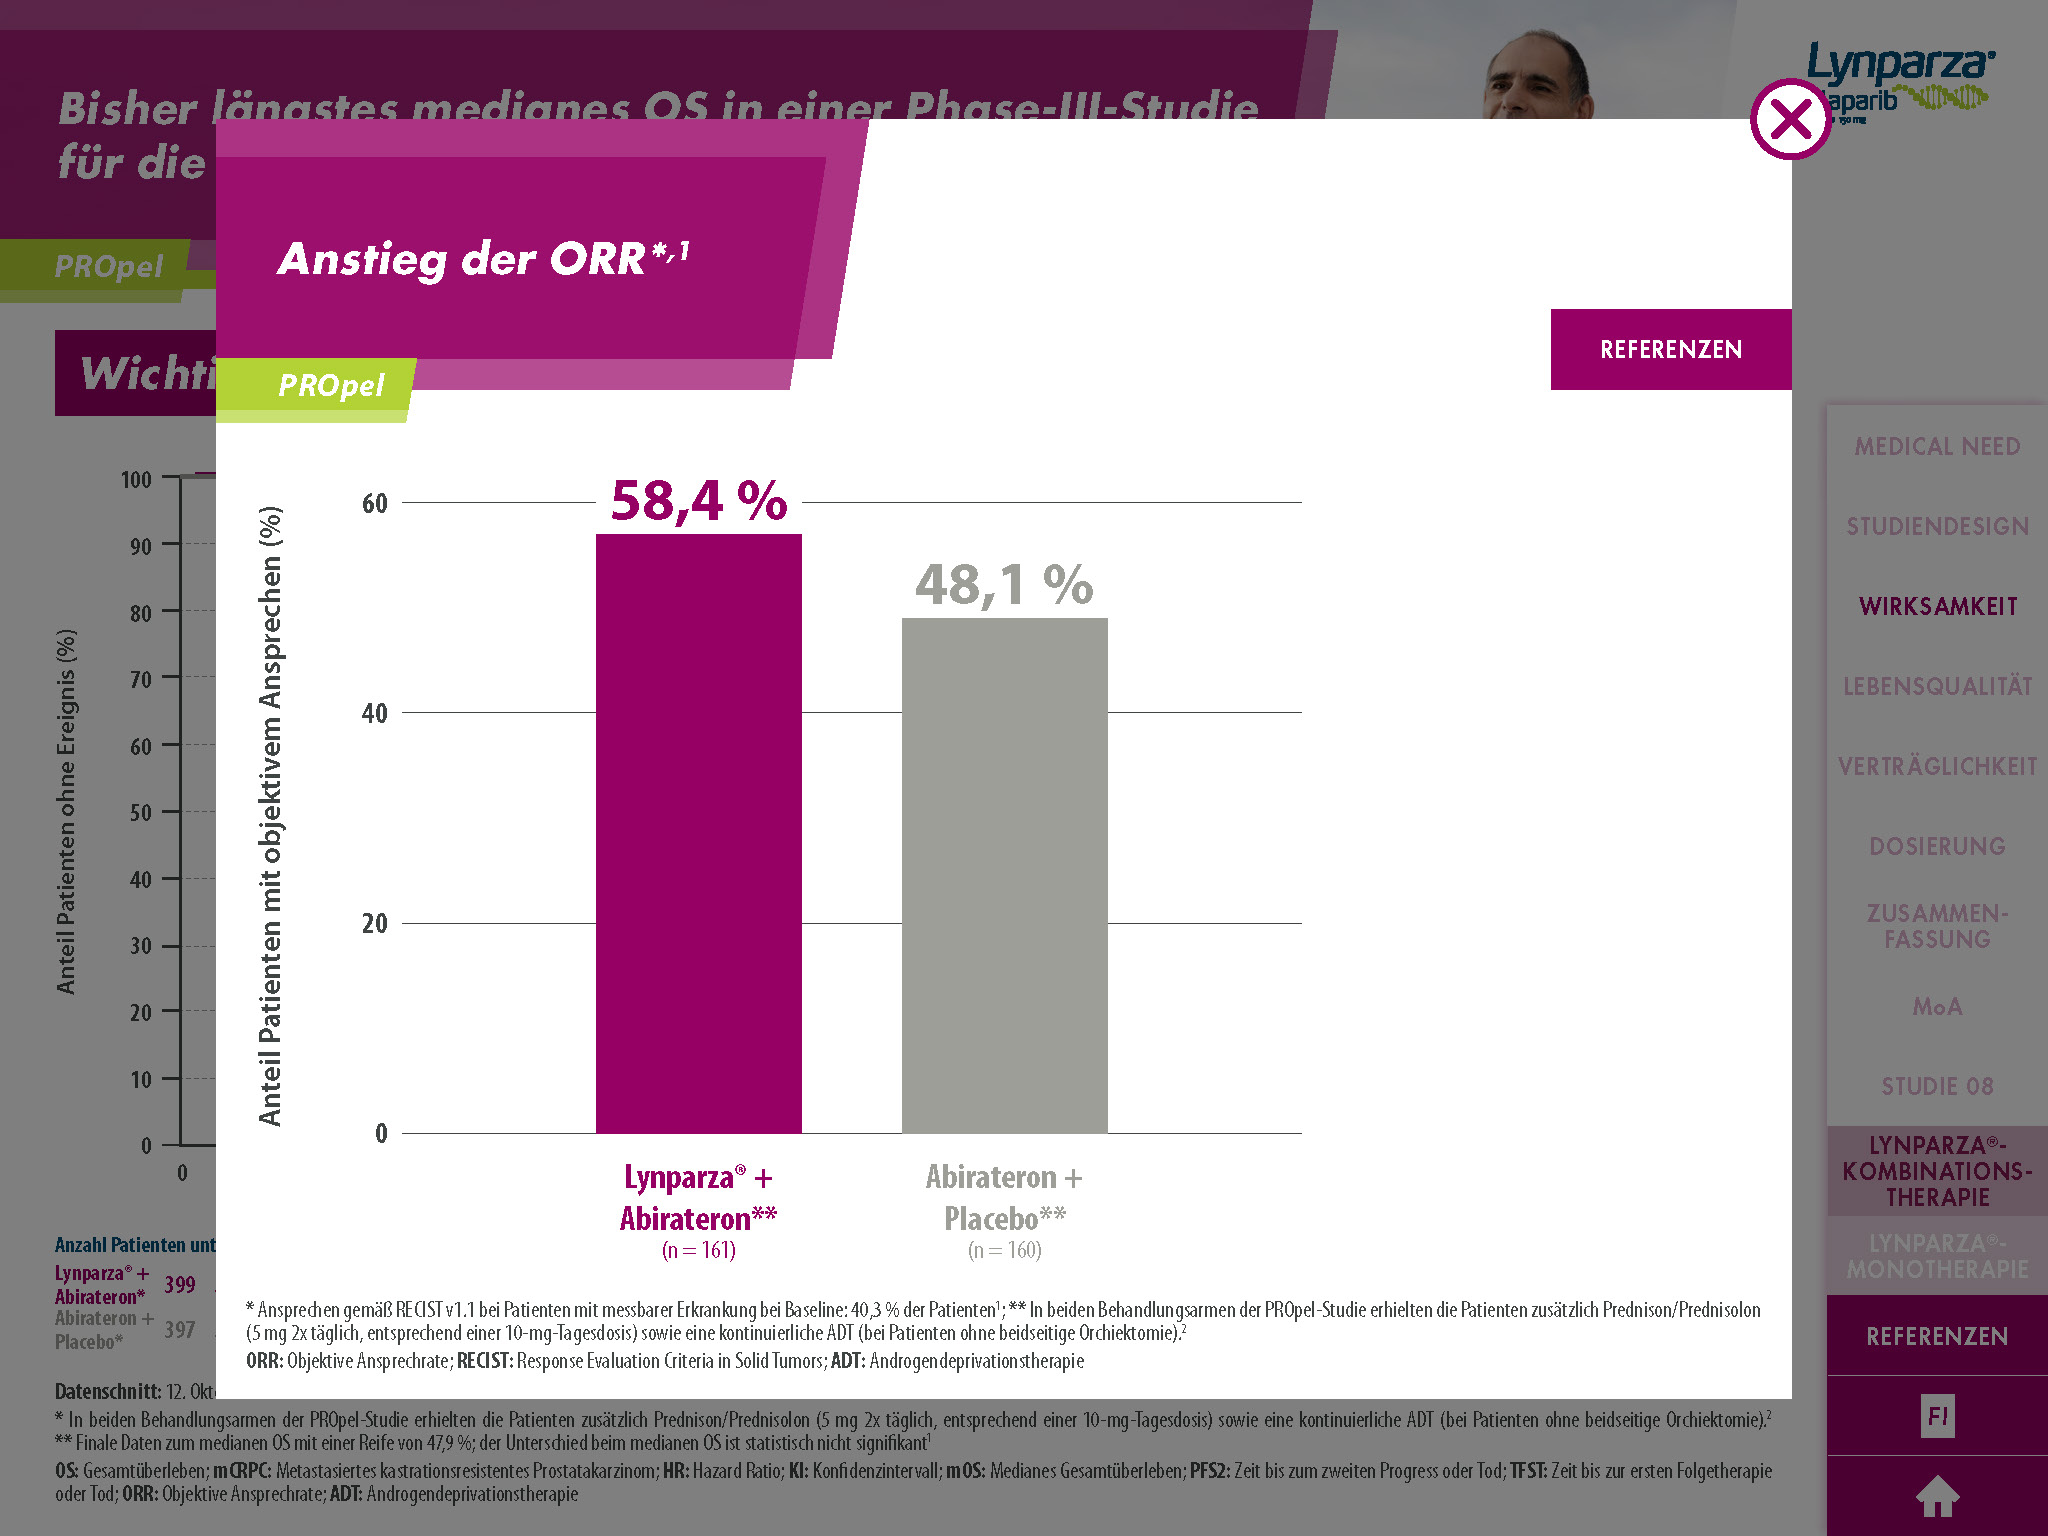 Bisher längstes medianes OS in einer Phase-III-Studie
für die
Lynparza®
laparib
150 mg
PROpel
Anstieg der ORR*,1
PROpel
REFERENZEN
Anteil Patienten mit objektivem Ansprechen (%)
60
40
20
0
58,4 %
48,1 %
Lynparza® +
Abirateron**
(n = 161)
Abirateron +
Placebo**
(n = 160)
* Ansprechen gemäß RECIST v1.1 bei Patienten mit messbarer Erkrankung bei Baseline: 40,3 % der Patienten1; ** In beiden Behandlungsarmen der PROpel-Studie erhielten die Patienten zusätzlich Prednison/Prednisolon
(5 mg 2x täglich, entsprechend einer 10-mg-Tagesdosis) sowie eine kontinuierliche ADT (bei Patienten ohne beidseitige Orchiektomie).2
ORR: Objektive Ansprechrate; RECIST: Response Evaluation Criteria in Solid Tumors; ADT: Androgendeprivationstherapie
Anteil Patienten ohne Ereignis (%)
100
90
80
70
60
50
40
30
20
10
0
0
Anzahl Patienten
Lynparza® +
Abirateron*
399
Abirateron +
Placebo*
397
Datenschnitt: 12.
* In beiden Behandlungsarmen der PROpel-Studie erhielten die Patienten zusätzlich Prednison/Prednisolon (5 mg 2x täglich, entsprechend einer 10-mg-Tagesdosis) sowie eine kontinuierliche ADT (bei Patienten ohne beidseitige Orchiektomie).2
** Finale Daten zum medianen OS mit einer Reife von 47,9 %; der Unterschied beim medianen OS ist statistisch nicht signifikant1
OS: Gesamtüberleben; mCRPC: Metastasiertes kastrationsresistentes Prostatakarzinom; HR: Hazard Ratio; KI: Konfidenzintervall; mOS: Medianes Gesamtüberleben; PFS2: Zeit bis zum zweiten Progress oder Tod; TFST: Zeit bis zur ersten Folgetherapie
oder Tod; ORR: Objektive Ansprechrate; ADT: Androgendeprivationstherapie
MEDICAL NEED
STUDIENDESIGN
WIRKSAMKEIT
LEBENSQUALITÄT
VERTRÄGLICHKEIT
DOSIERUNG
ZUSAMMEN-
FASSUNG
MoA
STUDIE 08
LYNPARZA®-
KOMBINATIONS-
THERAPIE
LYNPARZA®-
MONOTHERAPIE
REFERENZEN
FI